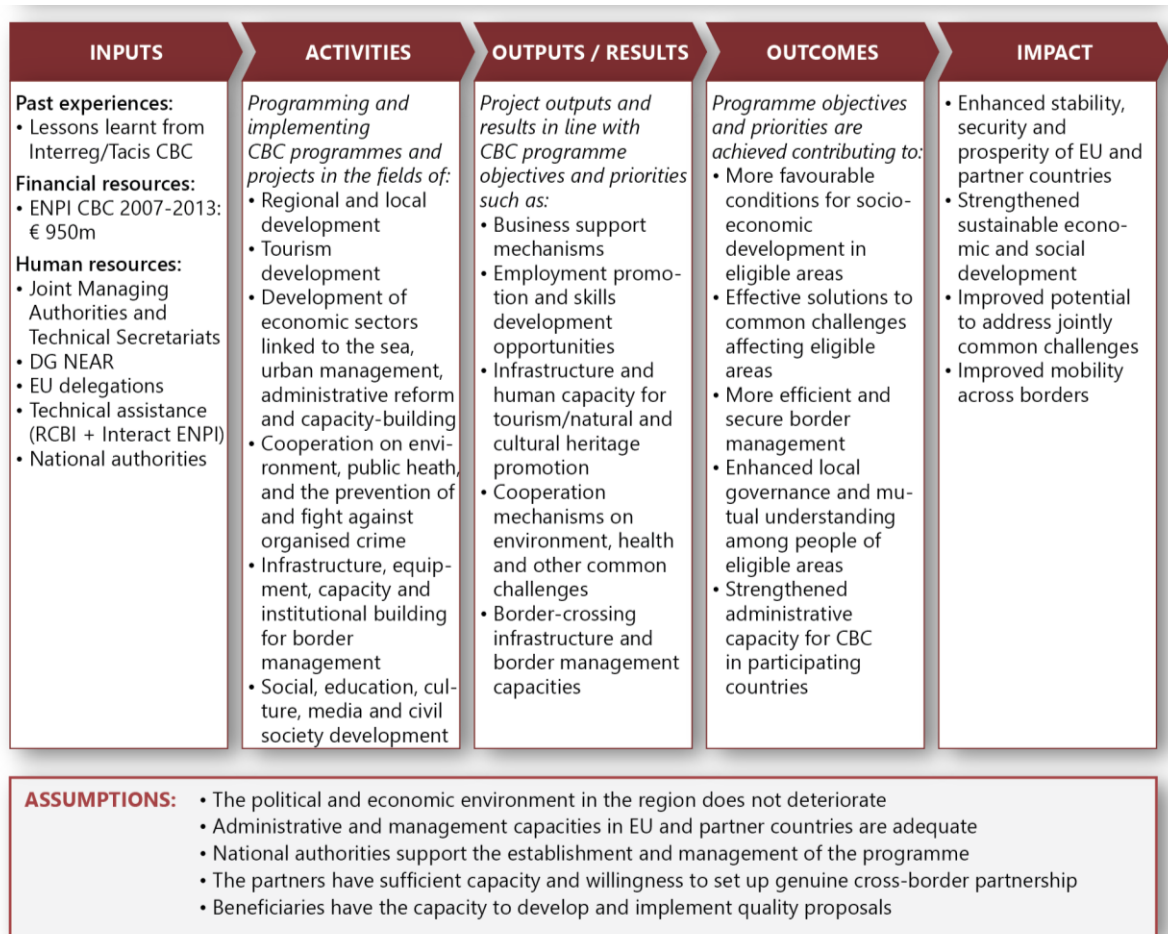 INPUTS
Past experiences:
• Lessons learnt from
Interreg/Tacis CBC
Financial resources:
• ENPI CBC 2007-2013:
€ 950m
Human resources:
• Joint Managing
Authorities and
Technical Secretariats
• DG NEAR
• EU delegations
• Technical assistance
(RCBI + Interact ENPI)
• National authorities
ACTIVITIES
Programming and
implementing
CBC programmes and
projects in the fields of:
• Regional and local
development
• Tourism
development
• Development of
economic sectors
linked to the sea,
urban management,
administrative reform
and capacity-building
• Cooperation on envi-
ronment, public heath,
and the prevention of
and fight against
organised crime
• Infrastructure, equip-
ment, capacity and
institutional building
for border
management
• Social, education, cul-
ture, media and civil
society development
OUTPUTS / RESULTS
Project outputs and
results in line with
CBC programme
objectives and priorities
such as:
• Business support
mechanisms
• Employment promo-
tion and skills
development
opportunities
• Infrastructure and
human capacity for
tourism/natural and
cultural heritage
promotion
• Cooperation
mechanisms on
environment, health
and other common
challenges
• Border-crossing
infrastructure and
border management
capacities
OUTCOMES
Programme objectives
and priorities are
achieved contributing to:
• More favourable
conditions for socio-
economic
development in
eligible areas
• Effective solutions to
common challenges
affecting eligible
areas
• More efficient and
secure border
management
• Enhanced local
governance and mu-
tual understanding
among people of
eligible areas
• Strengthened
administrative
capacity for CBC
in participating
countries
IMPACT
• Enhanced stability,
security and
prosperity of EU and
partner countries
• Strengthened
sustainable econo-
mic and social
development
• Improved potential
to address jointly
common challenges
• Improved mobility
across borders
ASSUMPTIONS: • The political and economic environment in the region does not deteriorate
• Administrative and management capacities in EU and partner countries are adequate
• National authorities support the establishment and management of the programme
• The partners have sufficient capacity and willingness to set up genuine cross-border partnership
• Beneficiaries have the capacity to develop and implement quality proposals